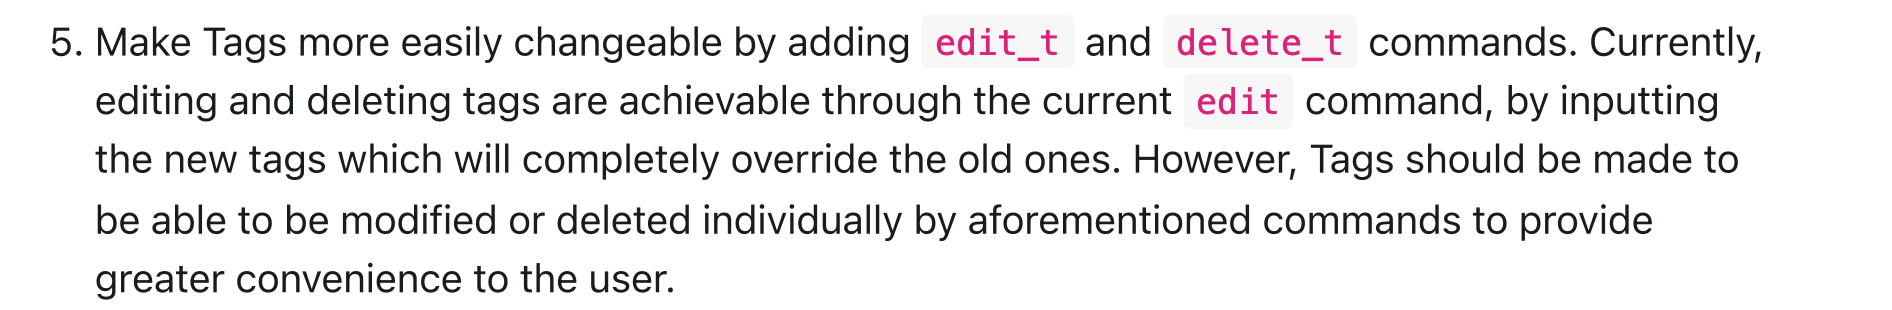 5. Make Tags more easily changeable by adding edit_t and delete_t commands. Currently,
editing and deleting tags are achievable through the current edit command, by inputting
the new tags which will completely override the old ones. However, Tags should be made to
be able to be modified or deleted individually by aforementioned commands to provide
greater convenience to the user.